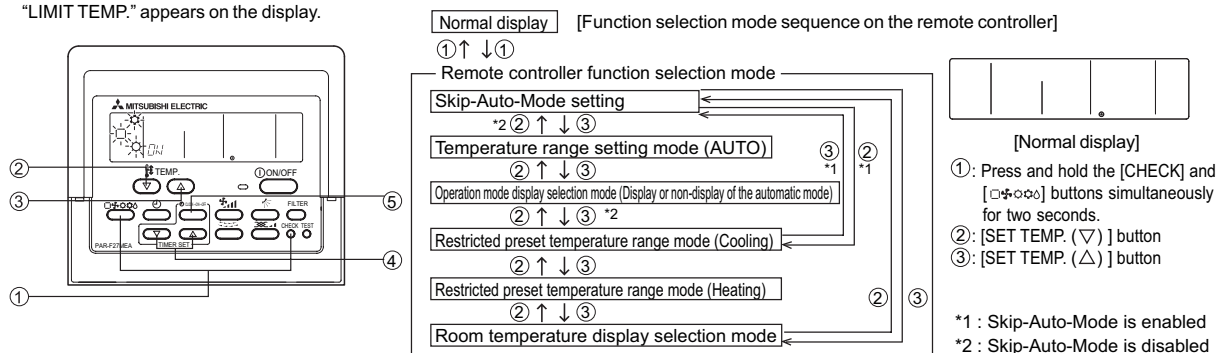 “LIMIT TEMP.” appears on the display.
MITSUBISHI ELECTRIC
ON
TEMP.
ON/OFF
FILTER
CHECK TEST
PAR-F27MEA
TIMER SET
②
③
①
⑤
④
Normal display [Function selection mode sequence on the remote controller]
①↑ ↓①
Remote controller function selection mode
Skip-Auto-Mode setting
*2 ② ↑ ↓ ③
Temperature range setting mode (AUTO)
② ↑ ↓ ③
Operation mode display selection mode (Display or non-display of the automatic mode)
② ↑ ↓ ③ *2
Restricted preset temperature range mode (Cooling)
② ↑ ↓ ③
Restricted preset temperature range mode (Heating)
② ↑ ↓ ③
Room temperature display selection mode
③ ②
*1 *1
② ③
[Normal display]
①: Press and hold the [CHECK] and
[ ] buttons simultaneously
for two seconds.
②: [SET TEMP. (▽) ] button
③: [SET TEMP. (△) ] button
*1 : Skip-Auto-Mode is enabled
*2 : Skip-Auto-Mode is disabled